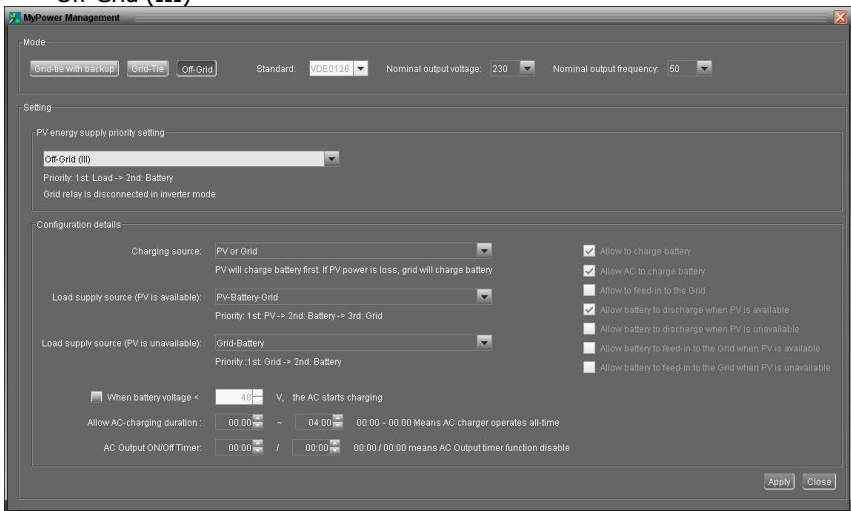 Off-Grid (III)
MyPower Management
Mode
Grid-tie with backup Grid-Tie Off-Grid Standard: VDE0126 Nominal output voltage: 230 Nominal output frequency: 50
Setting
PV energy supply priority setting
Off-Grid (III)
Priority: 1st: Load -> 2nd: Battery
Grid relay is disconnected in inverter mode
Configuration details
Charging source: PV or Grid
PV will charge battery first. If PV power is loss, grid will charge battery
Load supply source (PV is available): PV-Battery-Grid
Priority: 1st: PV-> 2nd: Battery -> 3rd: Grid
Load supply source (PV is unavailable): Grid-Battery
Priority :1st: Grid -> 2nd: Battery
Allow to charge battery
Allow AC to charge battery
Allow to feed-in to the Grid
Allow battery to discharge when PV is available
Allow battery to discharge when PV is unavailable
Allow battery to feed-in to the Grid when PV is available
Allow battery to feed-in to the Grid when PV is unavailable
When battery voltage < 48 V, the AC starts charging
Allow AC-charging duration : 00:00 ~ 04:00 00:00 - 00:00 Means AC charger operates all-time
AC Output ON/Off Timer: 00:00 / 00:00 00:00 / 00:00 means AC Output timer function disable
Apply Close